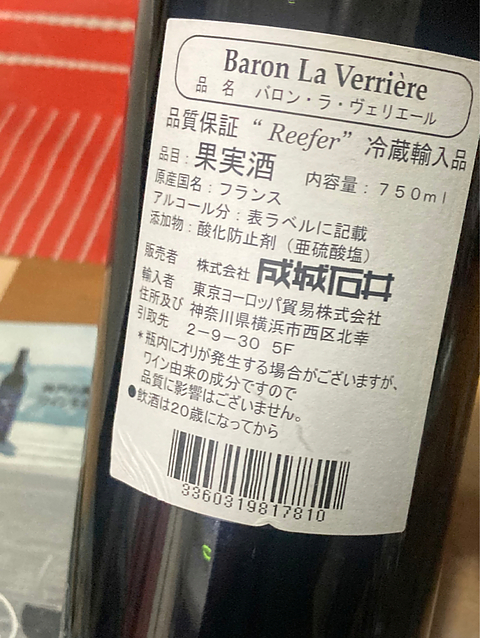 Baron La Verrière
品名 バロン・ラ・ヴェリエール
品質保証 “Reefer” 冷蔵輸入品
品目：果実酒 内容量：750ml
原産国名：フランス
アルコール分：表ラベルに記載
添加物：酸化防止剤（亜硫酸塩）
販売者 株式会社 成城石井
輸入者 東京ヨーロッパ貿易株式会社
住所及び 神奈川県横浜市西区北幸
引取先 2-9-30 5F
*瓶内にオリが発生する場合がございますが、
ワイン由来の成分ですので
品質に影響はございません。
●飲酒は20歳になってから
3360319817810